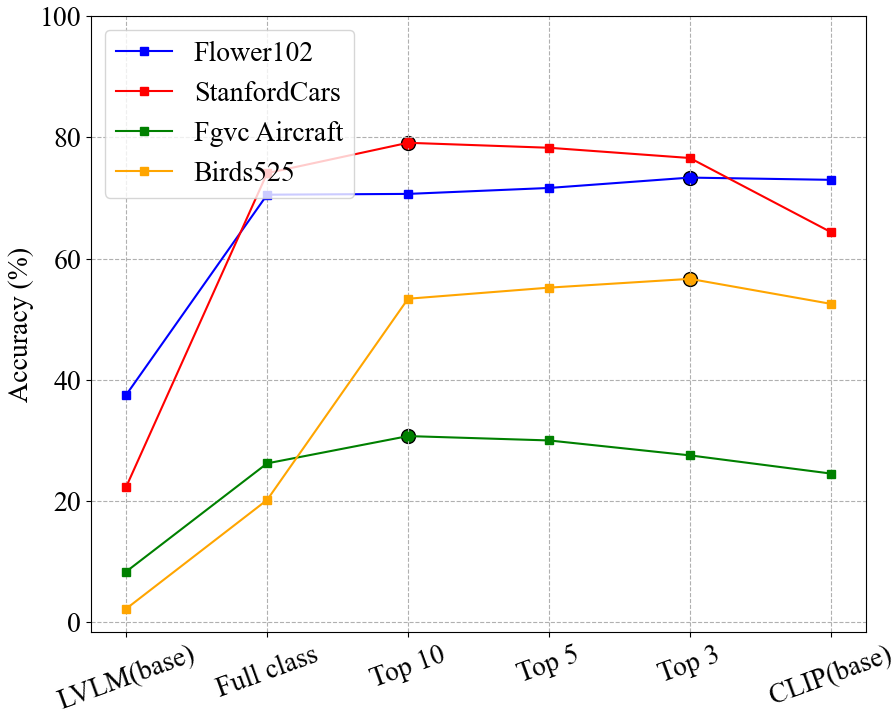 100
80
60
40
20
0
Accuracy (%)
Flower102
StanfordCars
Fgvc Aircraft
Birds525
LVLM(base)
Full class
Top 10
Top 5
Top 3
CLIP(base)